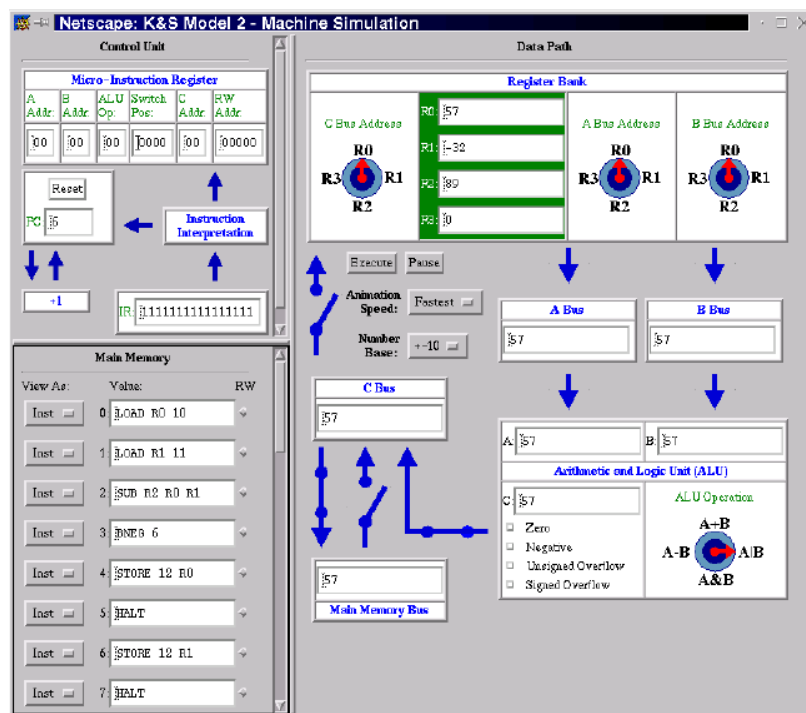 Netscape: K&S Model 2 - Machine Simulation
Control Unit
Micro-Instruction Register
A Addr: B Addr: ALU Op: Switch Pos: C Addr: RW Addr:
00 00 00 0000 00 00000
Reset
PC: 6
Instruction Interpretation
+1
IR: 1111111111111111
Main Memory
View As: Value: RW
Inst 0: LOAD R0 10
Inst 1: LOAD R1 11
Inst 2: SUB R2 R0 R1
Inst 3: BNEG 6
Inst 4: STORE 12 R0
Inst 5: HALT
Inst 6: STORE 12 R1
Inst 7: HALT
Data Path
Register Bank
C Bus Address
R0
R3 R1
R2
R0: 57
R1: -32
R2: 89
R3: 0
A Bus Address
R0
R3 R1
R2
B Bus Address
R0
R3 R1
R2
Execute Pause
Animation Speed: Fastest
Number Base: +-10
A Bus
57
B Bus
57
C Bus
57
A: 57 B: 57
Arithmetic and Logic Unit (ALU)
C: 57
Zero
Negative
Unsigned Overflow
Signed Overflow
ALU Operation
A+B
A-B A|B
A&B
57
Main Memory Bus